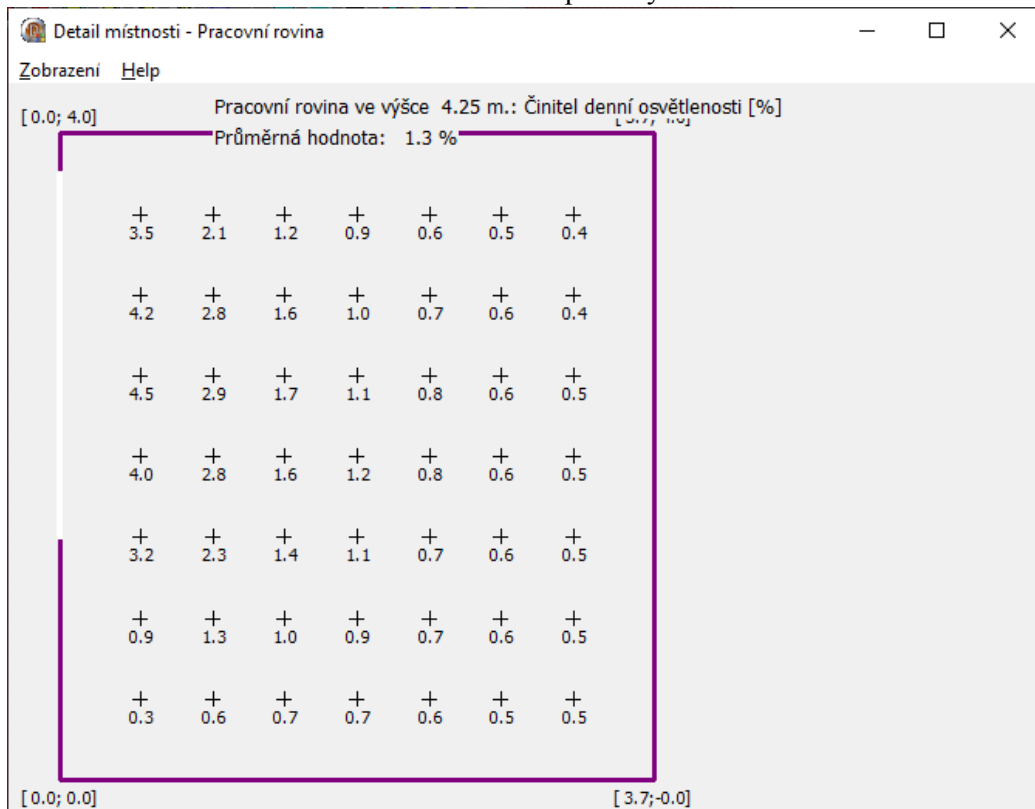 Detail místnosti - Pracovní rovina
Zobrazení Help
Pracovní rovina ve výšce 4.25 m.: Činitel denní osvětlenosti [%]
[ 0.0; 4.0]
Průměrná hodnota: 1.3 %
3.5 2.1 1.2 0.9 0.6 0.5 0.4
4.2 2.8 1.6 1.0 0.7 0.6 0.4
4.5 2.9 1.7 1.1 0.8 0.6 0.5
4.0 2.8 1.6 1.2 0.8 0.6 0.5
3.2 2.3 1.4 1.1 0.7 0.6 0.5
0.9 1.3 1.0 0.9 0.7 0.6 0.5
0.3 0.6 0.7 0.7 0.6 0.5 0.5
[ 0.0; 0.0] [ 3.7;-0.0]